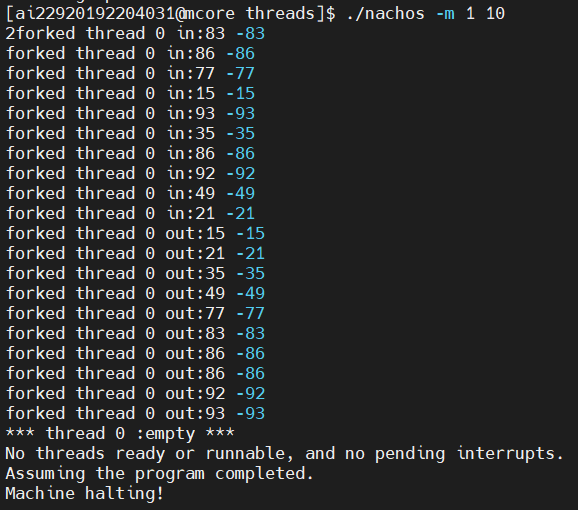 [ai22920192204031@mcore threads]$ ./nachos -m 1 10
2forked thread 0 in:83 -83
forked thread 0 in:86 -86
forked thread 0 in:77 -77
forked thread 0 in:15 -15
forked thread 0 in:93 -93
forked thread 0 in:35 -35
forked thread 0 in:86 -86
forked thread 0 in:92 -92
forked thread 0 in:49 -49
forked thread 0 in:21 -21
forked thread 0 out:15 -15
forked thread 0 out:21 -21
forked thread 0 out:35 -35
forked thread 0 out:49 -49
forked thread 0 out:77 -77
forked thread 0 out:83 -83
forked thread 0 out:86 -86
forked thread 0 out:86 -86
forked thread 0 out:92 -92
forked thread 0 out:93 -93
*** thread 0 :empty ***
No threads ready or runnable, and no pending interrupts.
Assuming the program completed.
Machine halting!